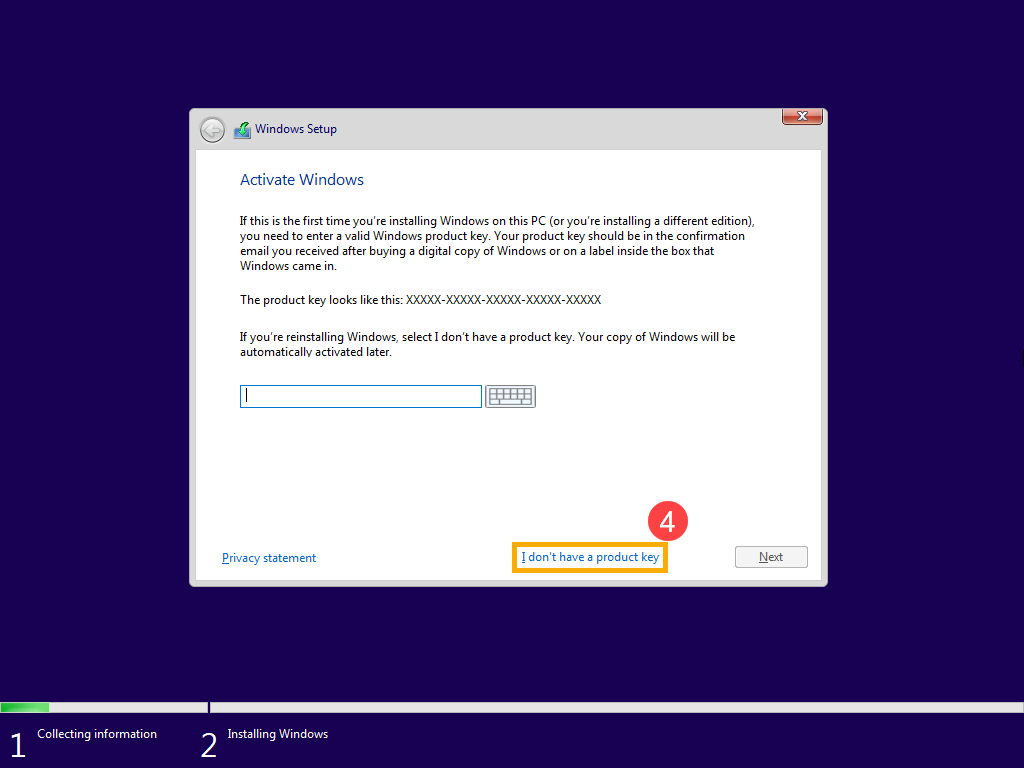 Windows Setup
Activate Windows
If this is the first time you're installing Windows on this PC (or you're installing a different edition),
you need to enter a valid Windows product key. Your product key should be in the confirmation
email you received after buying a digital copy of Windows or on a label inside the box that
Windows came in.
The product key looks like this: XXXXX-XXXXX-XXXXX-XXXXX-XXXXX
If you're reinstalling Windows, select I don't have a product key. Your copy of Windows will be
automatically activated later.
4
Privacy statement
I don't have a product key
Next
1 Collecting information
2 Installing Windows